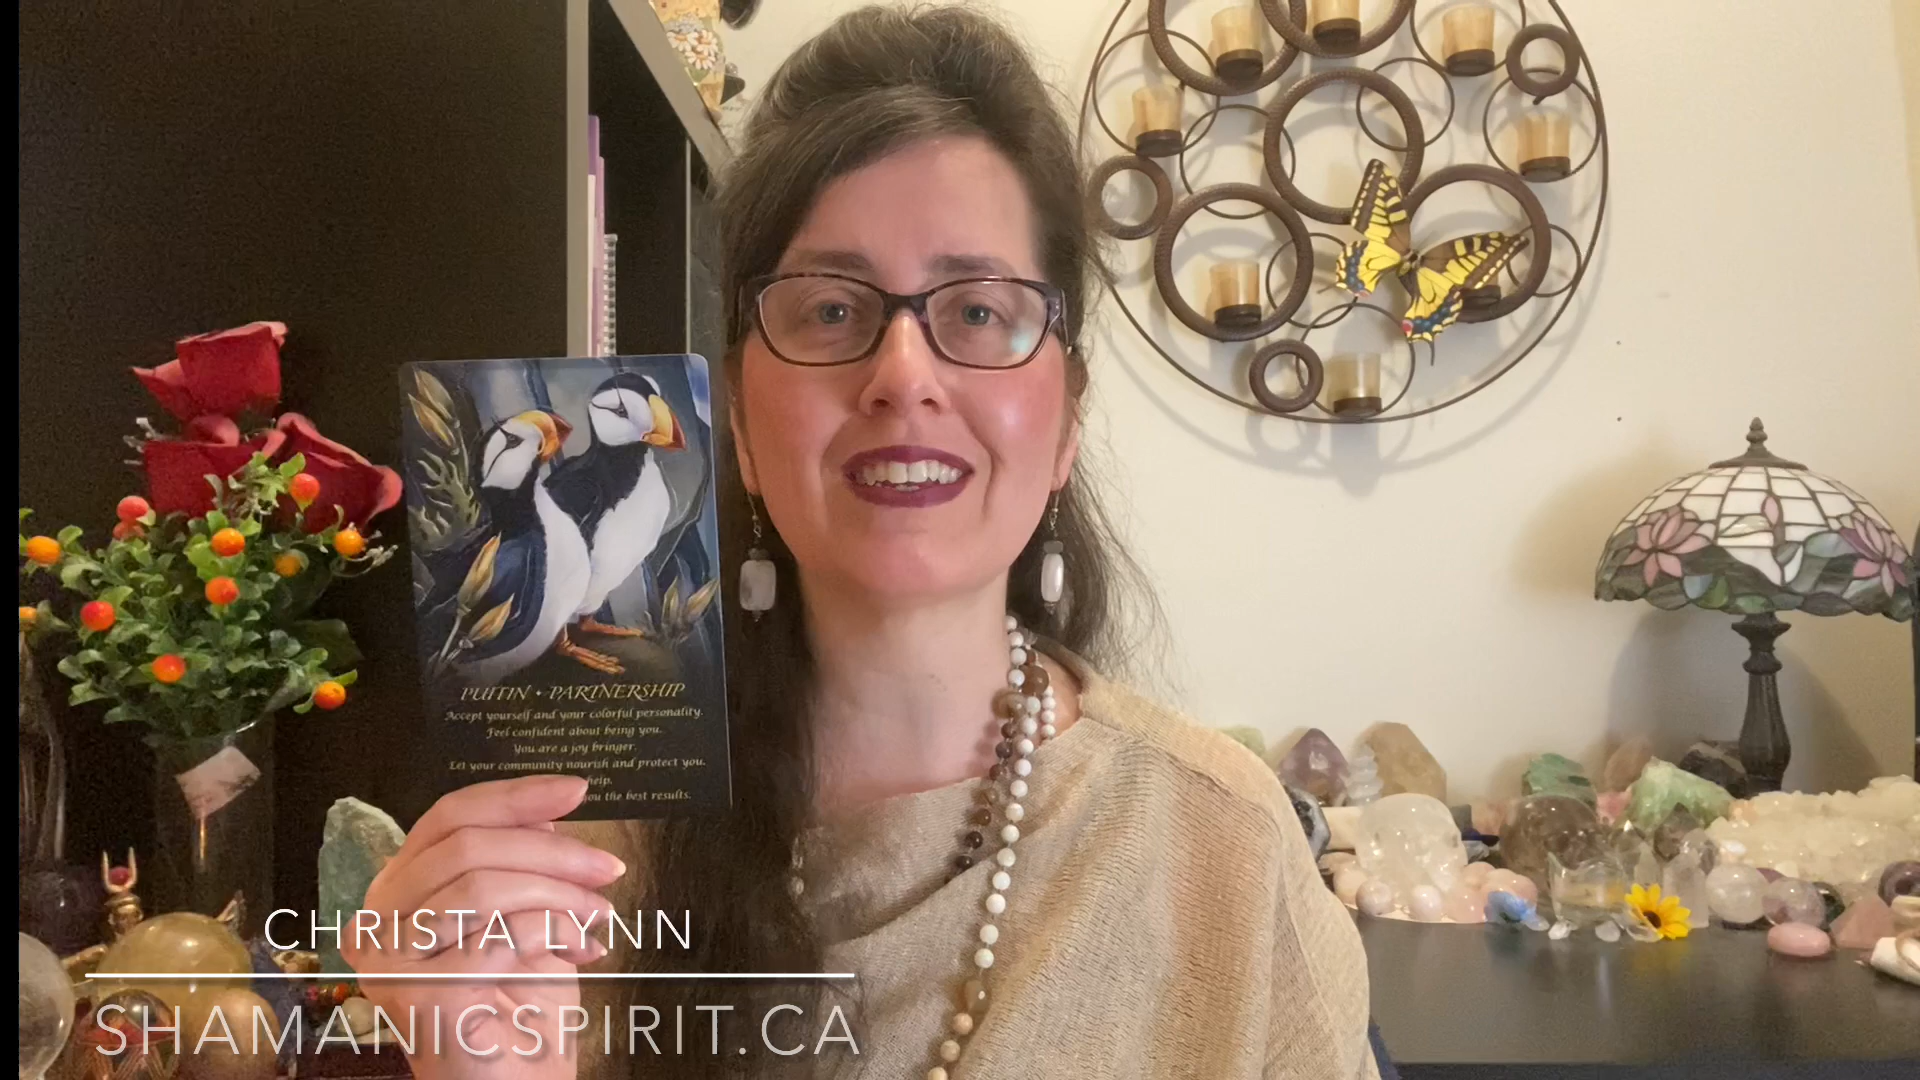 PUFFIN • PARTNERSHIP
Accept yourself and your colorful personality.
Feel confident about being you.
You are a joy bringer.
Let your community nourish and protect you.
help.
you the best results.
CHRISTA LYNN
SHAMANICSPIRIT.CA